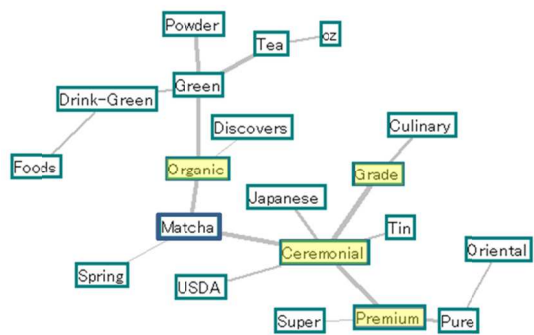 Powder
Tea
oz
Green
Drink-Green
Discovers
Culinary
Foods
Organic
Grade
Japanese
Matcha
Tin
Ceremonial
Oriental
Spring
USDA
Super
Premium
Pure